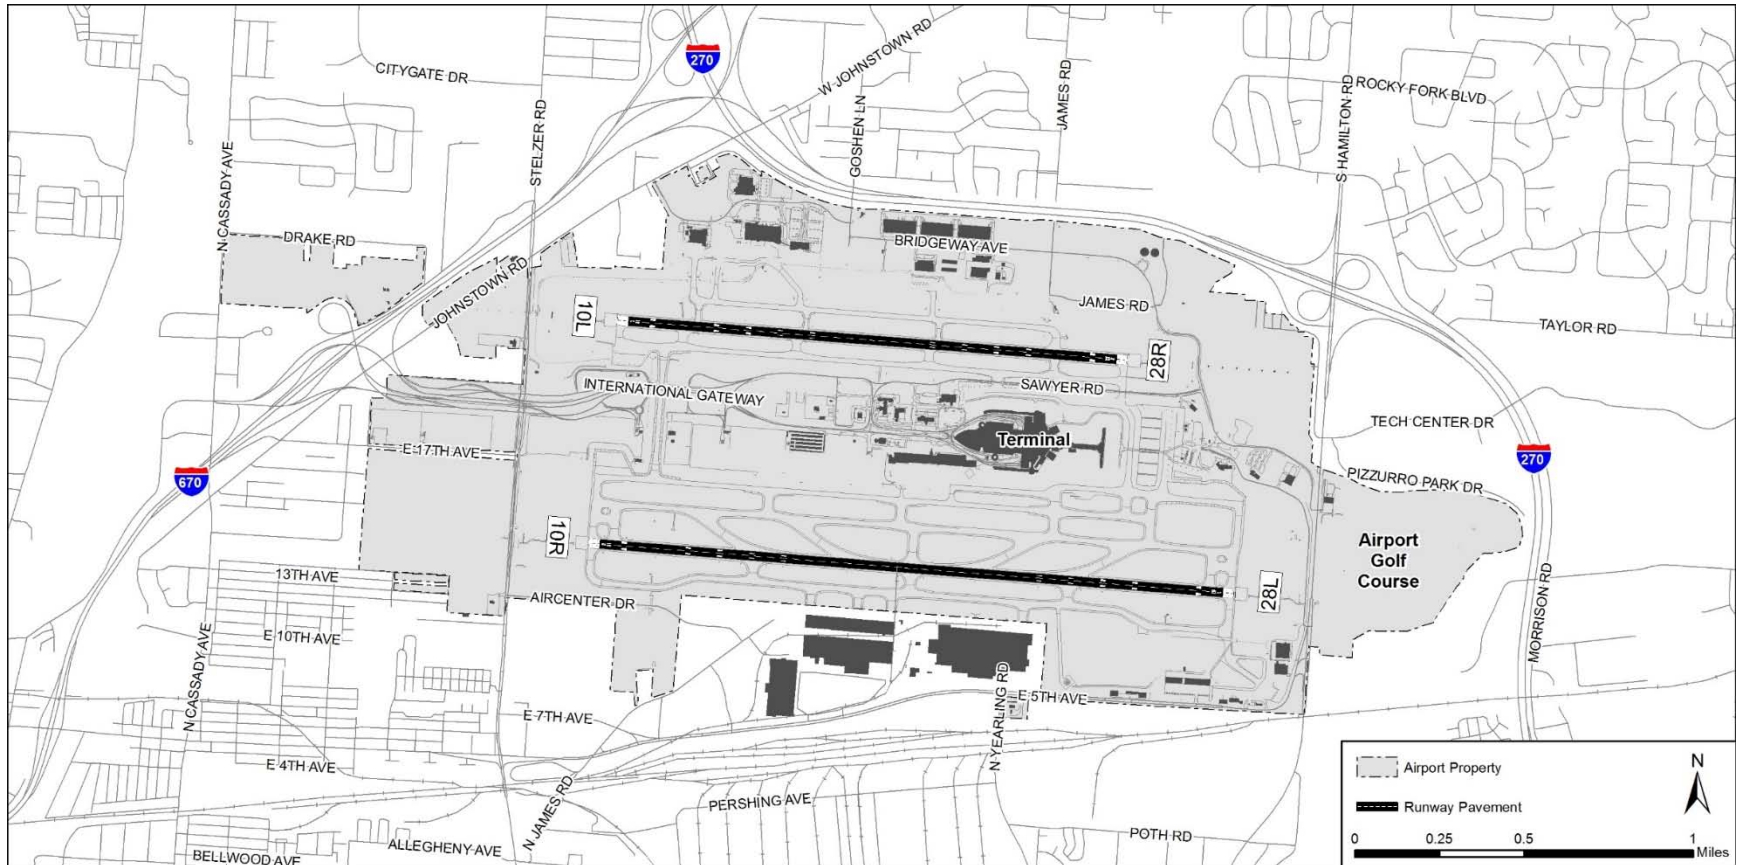 270
W JOHNSTOWN RD
CITYGATE DR
JAMES RD
ROCKY FORK BLVD
STELZER RD
GOSHEN LN
S HAMILTON RD
N CASSADY AVE
DRAKE RD
BRIDGEWAY AVE
JOHNSTOWN RD
JAMES RD
10L
TAYLOR RD
28R
SAWYER RD
INTERNATIONAL GATEWAY
TECH CENTER DR
Terminal
E 17TH AVE
270
PIZZURRO PARK DR
670
10R
Airport
Golf
Course
13TH AVE
28L
AIRCENTER DR
MORRISON RD
E 10TH AVE
N CASSADY AVE
E 5TH AVE
N YEARLING RD
E 7TH AVE
E 4TH AVE
N JAMES RD
PERSHING AVE
POTH RD
ALLEGHENY AVE
BELLWOOD AVE
Airport Property
Runway Pavement
N
0 0.25 0.5 1
Miles